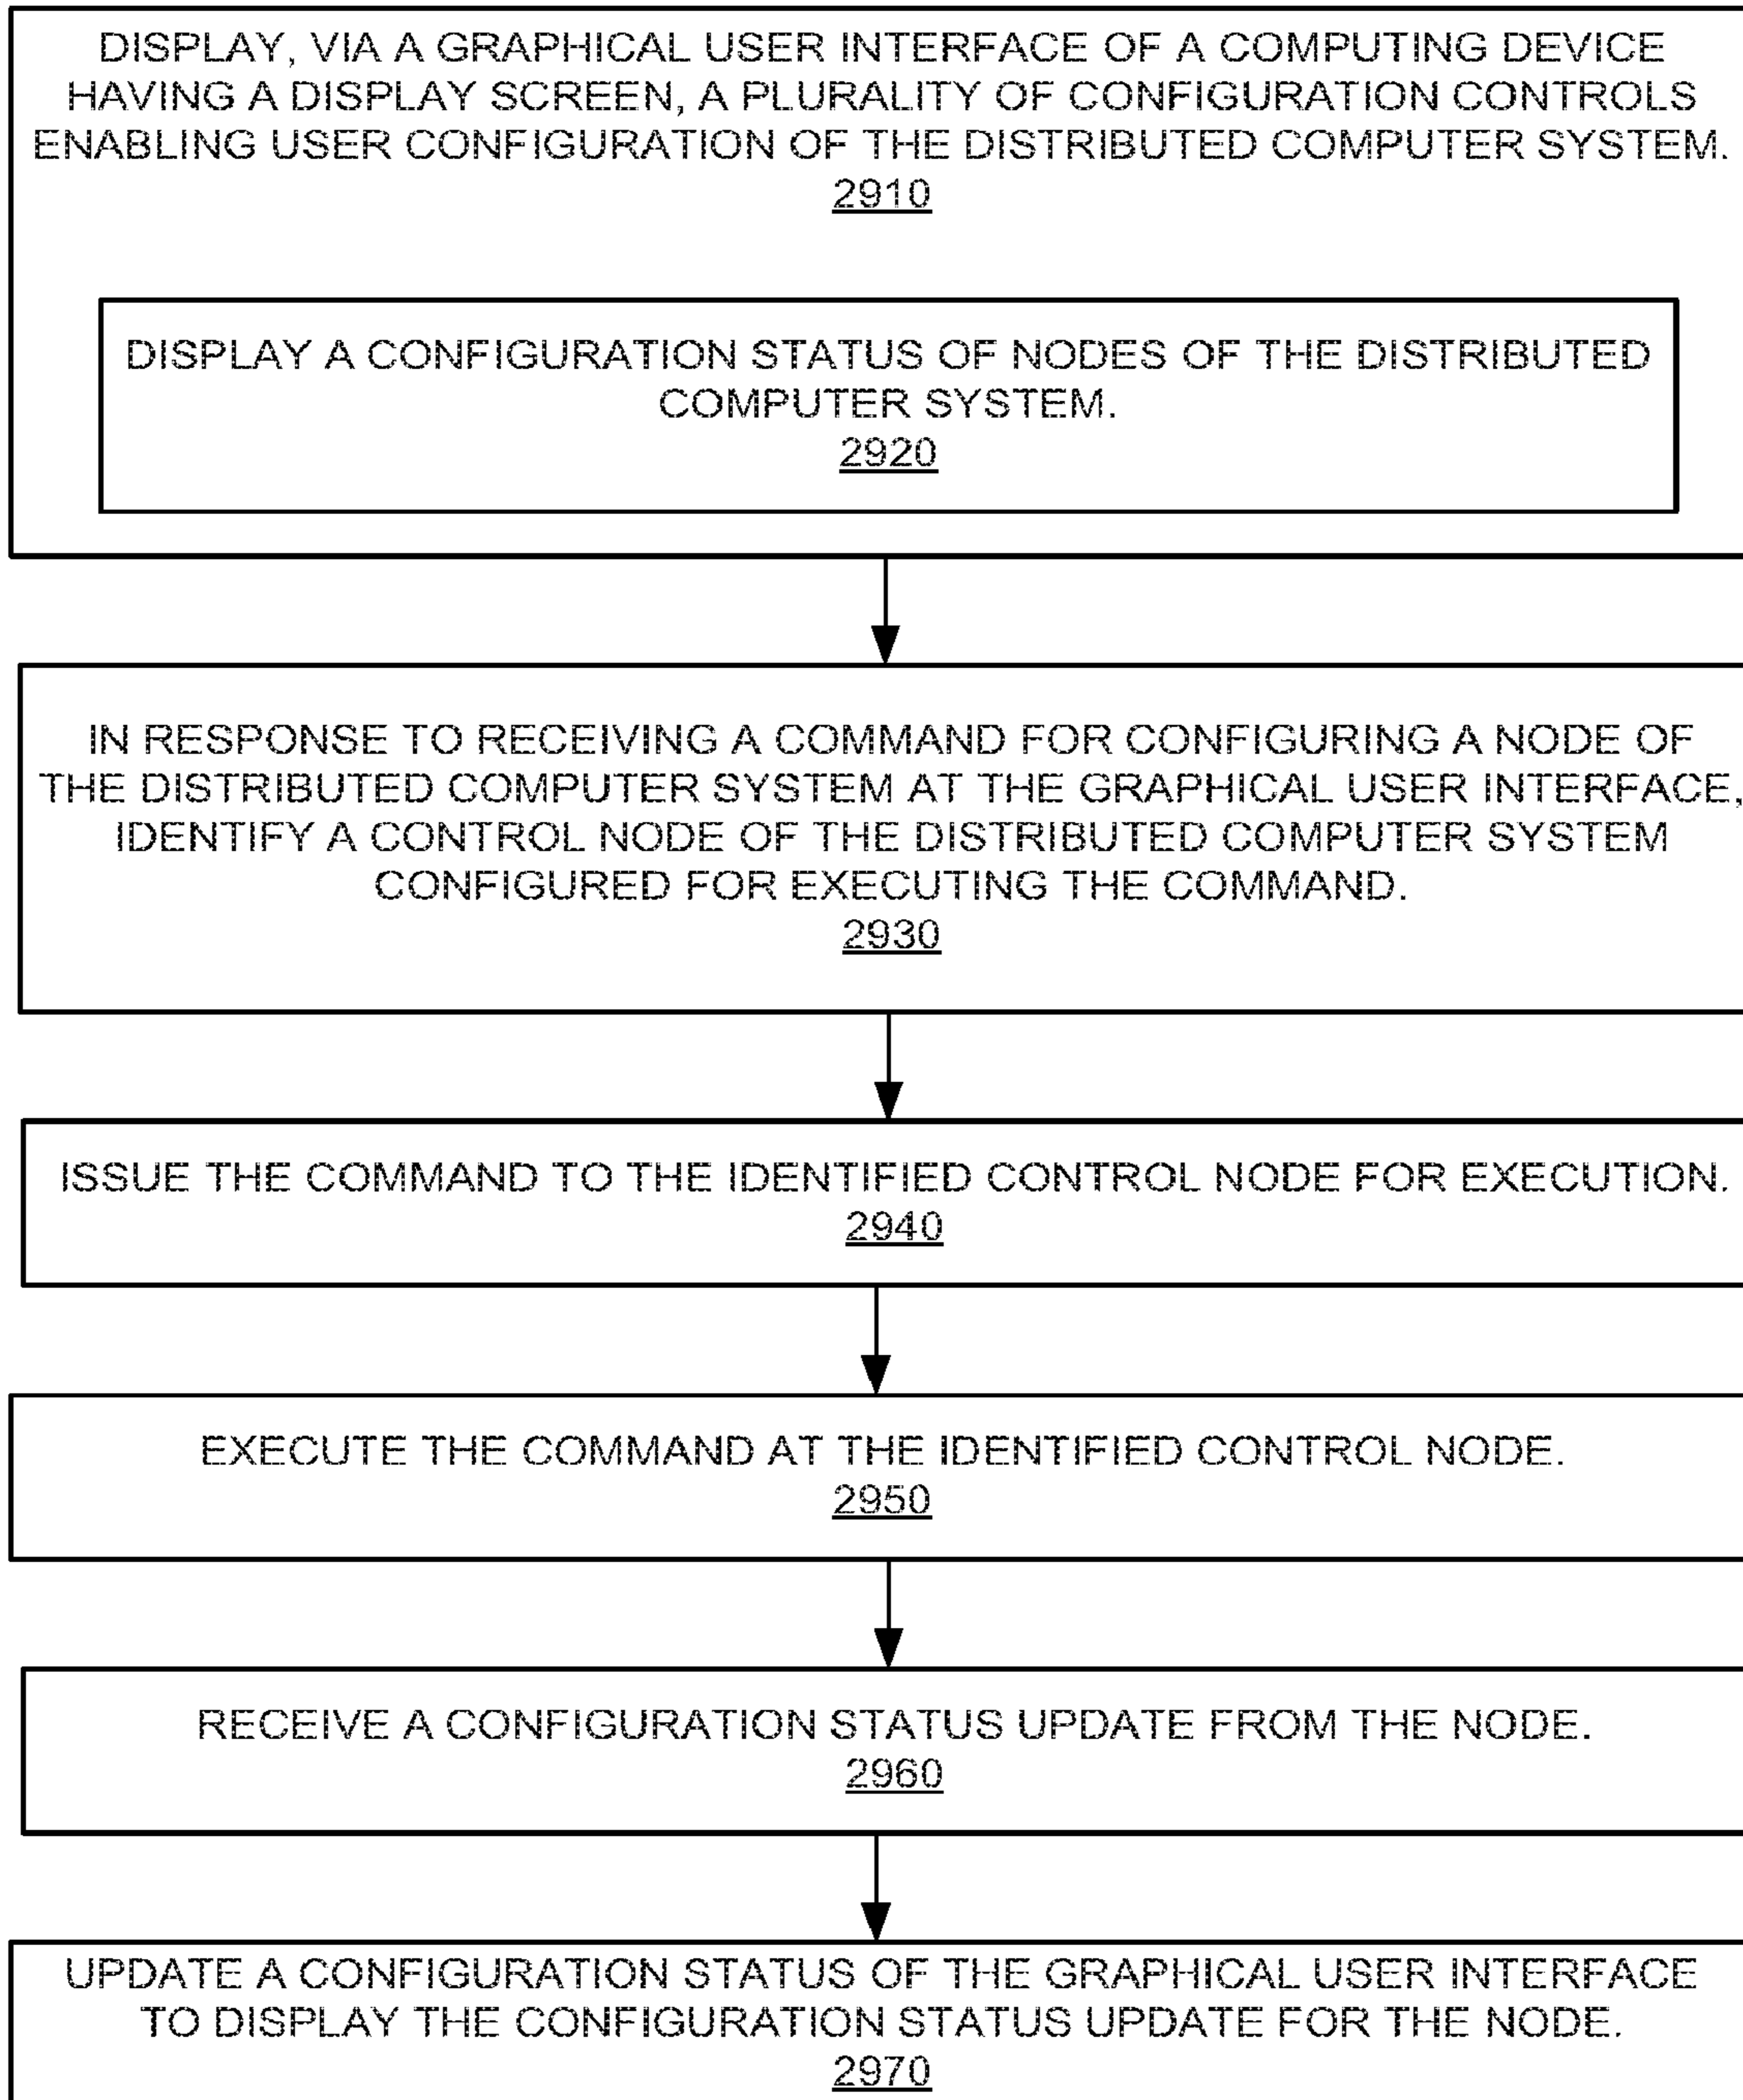 DISPLAY, VIA A GRAPHICAL USER INTERFACE OF A COMPUTING DEVICE
HAVING A DISPLAY SCREEN, A PLURALITY OF CONFIGURATION CONTROLS
ENABLING USER CONFIGURATION OF THE DISTRIBUTED COMPUTER SYSTEM.
2910
DISPLAY A CONFIGURATION STATUS OF NODES OF THE DISTRIBUTED
COMPUTER SYSTEM.
2920
IN RESPONSE TO RECEIVING A COMMAND FOR CONFIGURING A NODE OF
THE DISTRIBUTED COMPUTER SYSTEM AT THE GRAPHICAL USER INTERFACE,
IDENTIFY A CONTROL NODE OF THE DISTRIBUTED COMPUTER SYSTEM
CONFIGURED FOR EXECUTING THE COMMAND.
2930
ISSUE THE COMMAND TO THE IDENTIFIED CONTROL NODE FOR EXECUTION.
2940
EXECUTE THE COMMAND AT THE IDENTIFIED CONTROL NODE.
2950
RECEIVE A CONFIGURATION STATUS UPDATE FROM THE NODE.
2960
UPDATE A CONFIGURATION STATUS OF THE GRAPHICAL USER INTERFACE
TO DISPLAY THE CONFIGURATION STATUS UPDATE FOR THE NODE.
2970